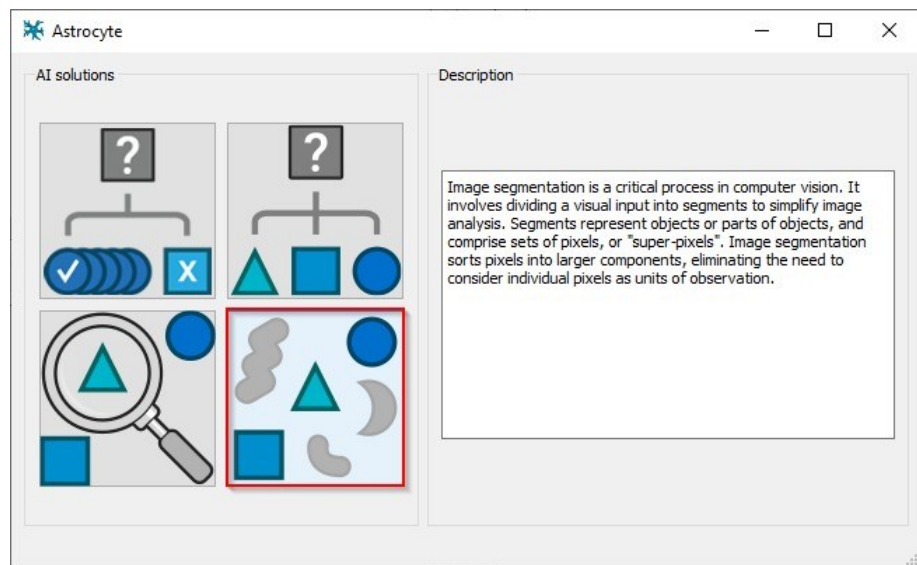 Astrocyte
AI solutions
Description
?
?
X
Image segmentation is a critical process in computer vision. It
involves dividing a visual input into segments to simplify image
analysis. Segments represent objects or parts of objects, and
comprise sets of pixels, or "super-pixels". Image segmentation
sorts pixels into larger components, eliminating the need to
consider individual pixels as units of observation.